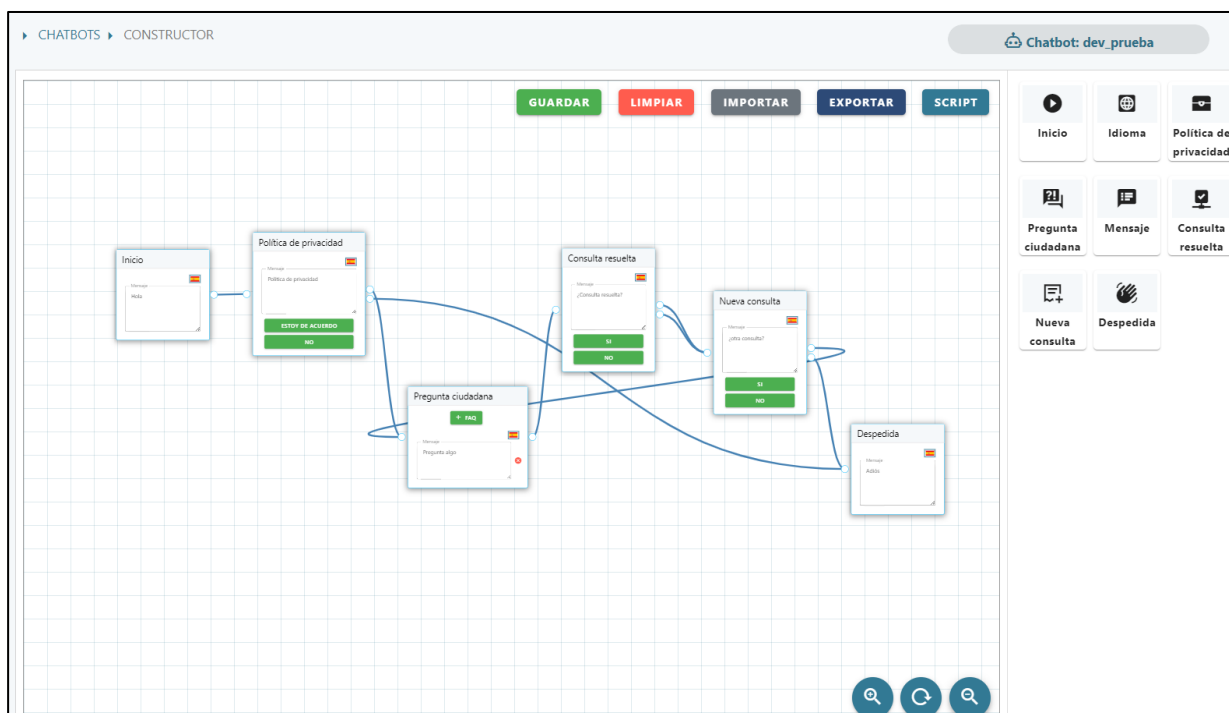 CHATBOTS CONSTRUCTOR
Chatbot: dev_prueba
GUARDAR
LIMPIAR
IMPORTAR
EXPORTAR
SCRIPT
Inicio
Mensaje
Hola
Política de privacidad
Mensaje
Política de privacidad
ESTOY DE ACUERDO
NO
Pregunta ciudadana
+ FAQ
Mensaje
Pregunta algo
Consulta resuelta
Mensaje
¿Consulta resuelta?
SI
NO
Nueva consulta
Mensaje
¿otra consulta?
SI
NO
Despedida
Mensaje
Adiós
Inicio
Idioma
Política de
privacidad
Pregunta
ciudadana
Mensaje
Consulta
resuelta
Nueva
consulta
Despedida